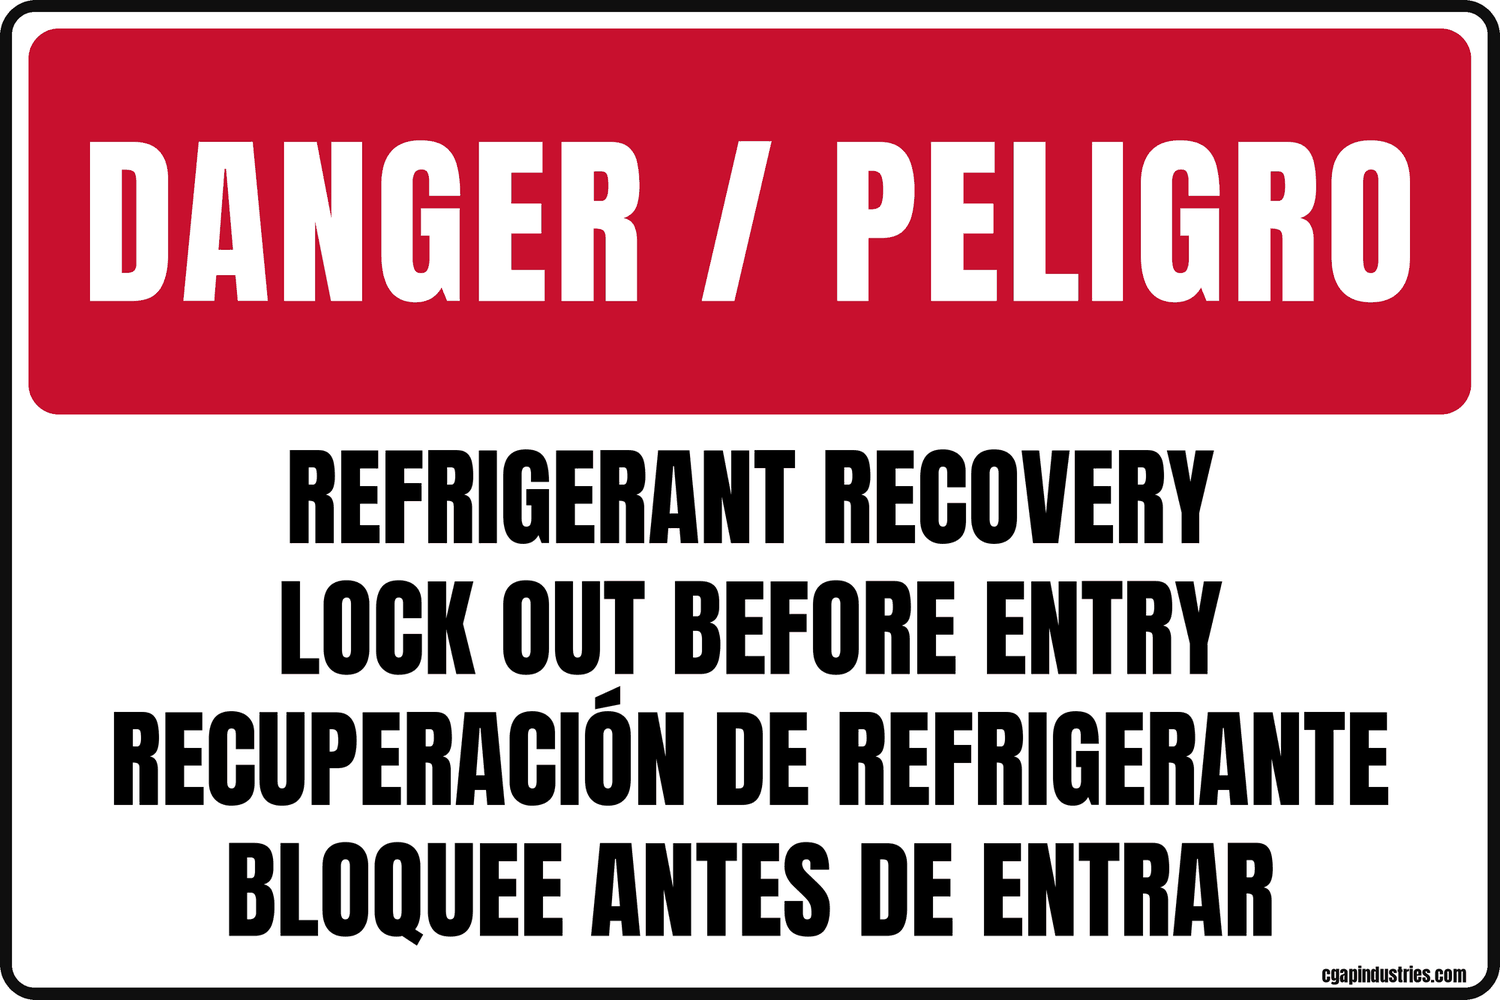 DANGER / PELIGRO
REFRIGERANT RECOVERY
LOCK OUT BEFORE ENTRY
RECUPERACIÓN DE REFRIGERANTE
BLOQUEE ANTES DE ENTRAR
cgapindustries.com